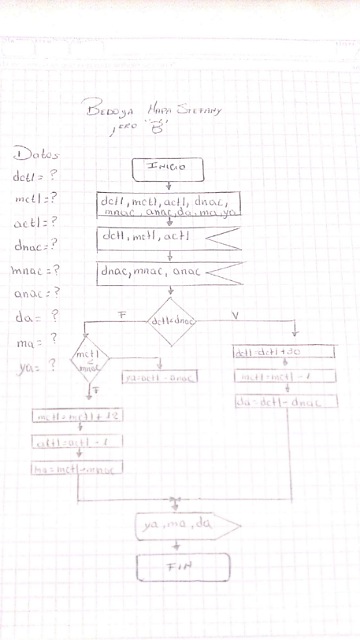 Bedoya Mapa Stefany
1ero "B"
Datos
dctl = ?
mctl = ?
actl = ?
dnac = ?
mnac = ?
anac = ?
da = ?
ma = ?
ya = ?
INICIO
dctl, mctl, actl, dnac,
mnac, anac, da, ma, ya
dctl, mctl, actl
dnac, mnac, anac
dctl<dnac
F
V
mctl
<
mnac
ya=actl-anac
mctl=mctl+12
actl=actl-1
ma=mctl-mnac
dctl=dctl+30
mctl=mctl-1
da=dctl-dnac
ya, ma, da
FIN